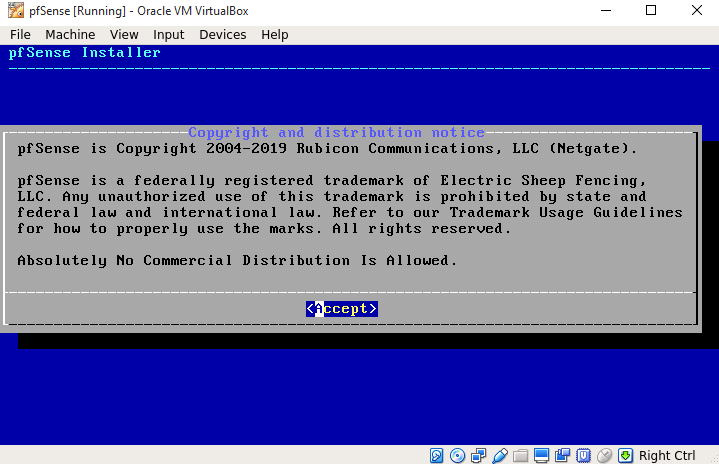 pfSense [Running] - Oracle VM VirtualBox
File Machine View Input Devices Help
pfSense Installer
Copyright and distribution notice
pfSense is Copyright 2004-2019 Rubicon Communications, LLC (Netgate).
pfSense is a federally registered trademark of Electric Sheep Fencing,
LLC. Any unauthorized use of this trademark is prohibited by state and
federal law and international law. Refer to our Trademark Usage Guidelines
for how to properly use the marks. All rights reserved.
Absolutely No Commercial Distribution Is Allowed.
<Accept>
Right Ctrl